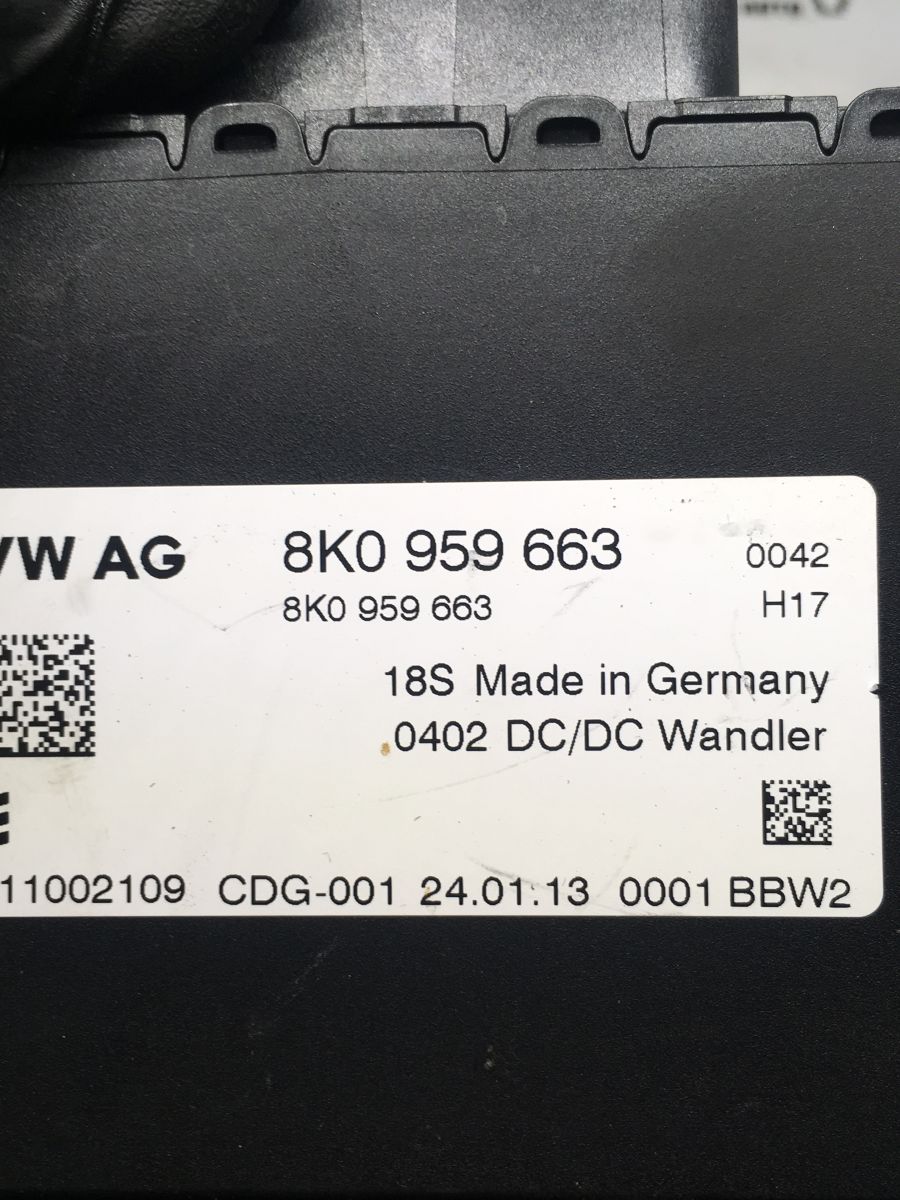 VW AG 8K0 959 663 0042
8K0 959 663 H17
18S Made in Germany
.0402 DC/DC Wandler
11002109 CDG-001 24.01.13 0001 BBW2